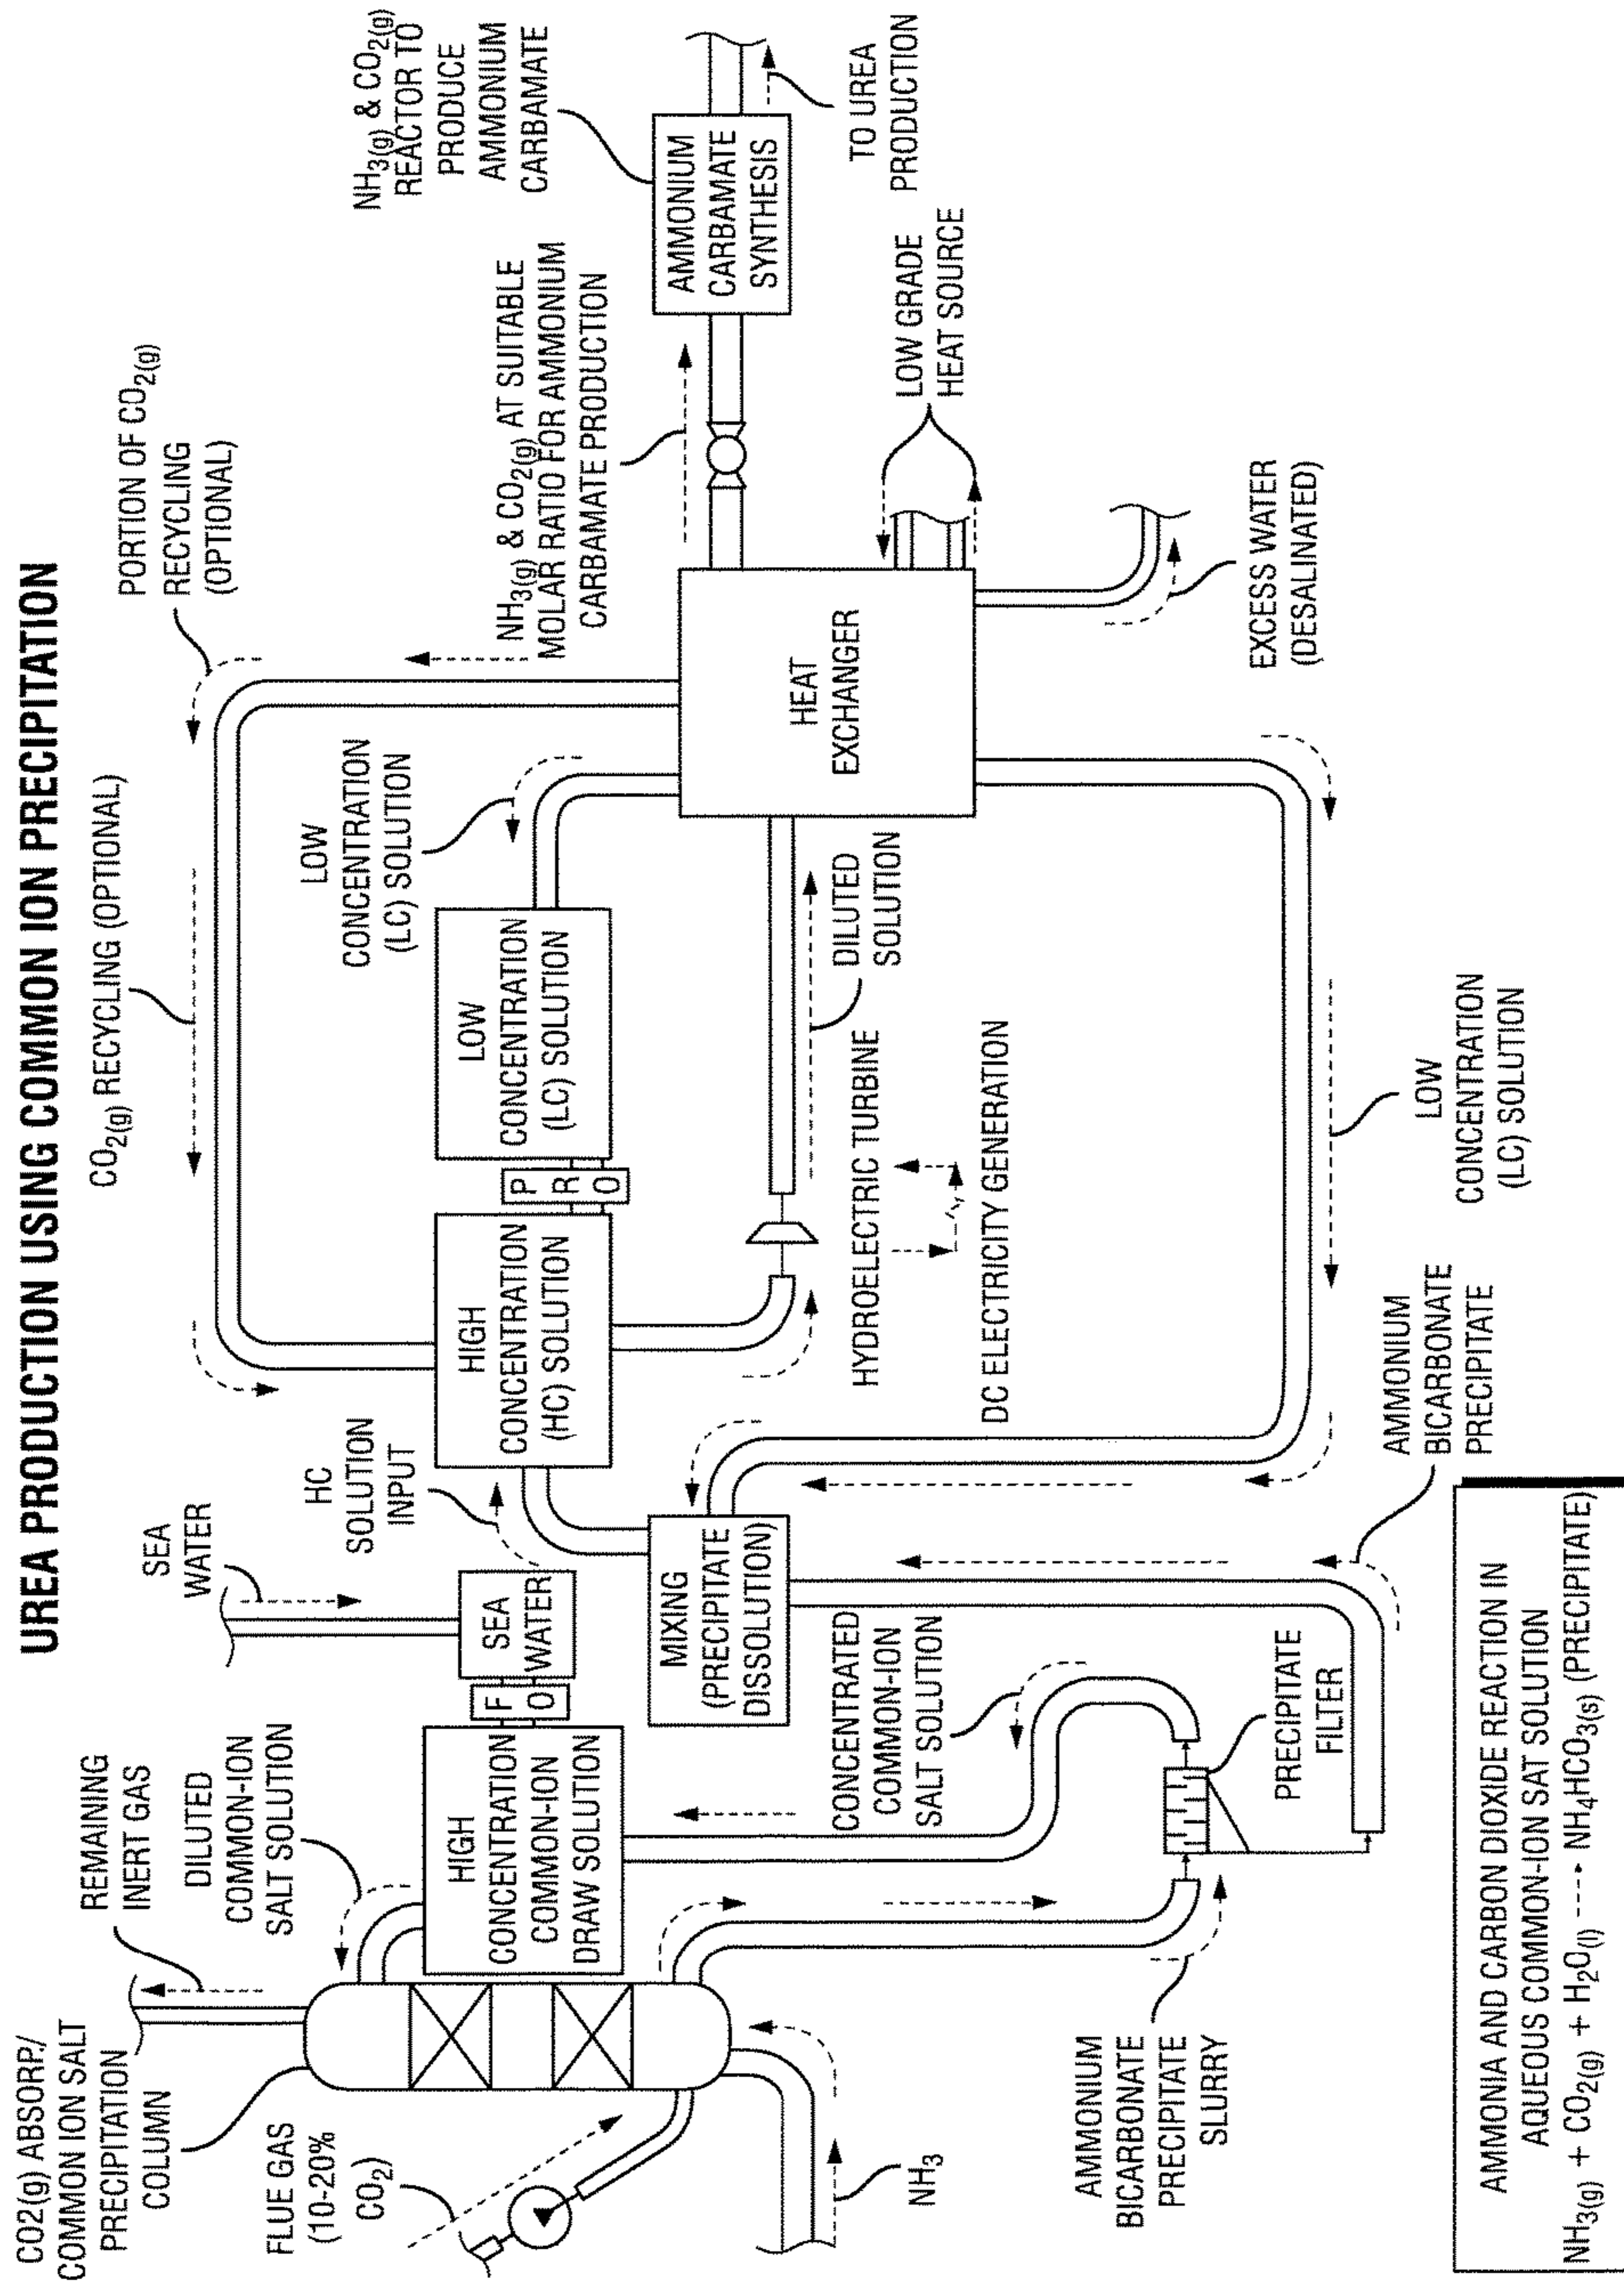 UREA PRODUCTION USING COMMON ION PRECIPITATION
CO2(g) ABSORP/
COMMON ION SALT
PRECIPITATION
COLUMN
REMAINING
INERT GAS
DILUTED
COMMON-ION
SALT SOLUTION
SEA
WATER
HC
SOLUTION
INPUT
CO2(g) RECYCLING (OPTIONAL)
PORTION OF CO2(g)
RECYCLING
(OPTIONAL)
LOW
CONCENTRATION
(LC) SOLUTION
NH3(g) & CO2(g) AT SUITABLE
MOLAR RATIO FOR AMMONIUM
CARBAMATE PRODUCTION
NH3(g) & CO2(g)
REACTOR TO
PRODUCE
AMMONIUM
CARBAMATE
FLUE GAS
(10-20%
CO2)
HIGH
CONCENTRATION
COMMON-ION
DRAW SOLUTION
F
O
SEA
WATER
HIGH
CONCENTRATION
(HC) SOLUTION
P
R
O
LOW
CONCENTRATION
(LC) SOLUTION
HEAT
EXCHANGER
AMMONIUM
CARBAMATE
SYNTHESIS
TO UREA
PRODUCTION
LOW GRADE
HEAT SOURCE
NH3
MIXING
(PRECIPITATE
DISSOLUTION)
CONCENTRATED
COMMON-ION
SALT SOLUTION
HYDROELECTRIC TURBINE
DC ELECTRICITY GENERATION
DILUTED
SOLUTION
EXCESS WATER
(DESALINATED)
AMMONIUM
BICARBONATE
PRECIPITATE
SLURRY
PRECIPITATE
FILTER
AMMONIUM
BICARBONATE
PRECIPITATE
LOW
CONCENTRATION
(LC) SOLUTION
AMMONIA AND CARBON DIOXIDE REACTION IN
AQUEOUS COMMON-ION SAT SOLUTION
NH3(g) + CO2(g) + H2O(l) ----> NH4HCO3(s) (PRECIPITATE)